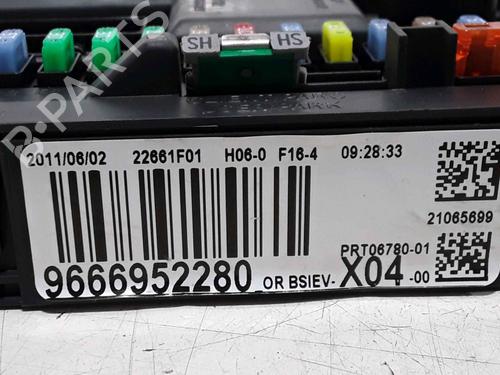 SH HS
B-PARTS
2011/06/02 22661F01 H06-0 F16-4 09:28:33
21065699
PRT06780-01
9666952280 OR BSIEV- X04 -00